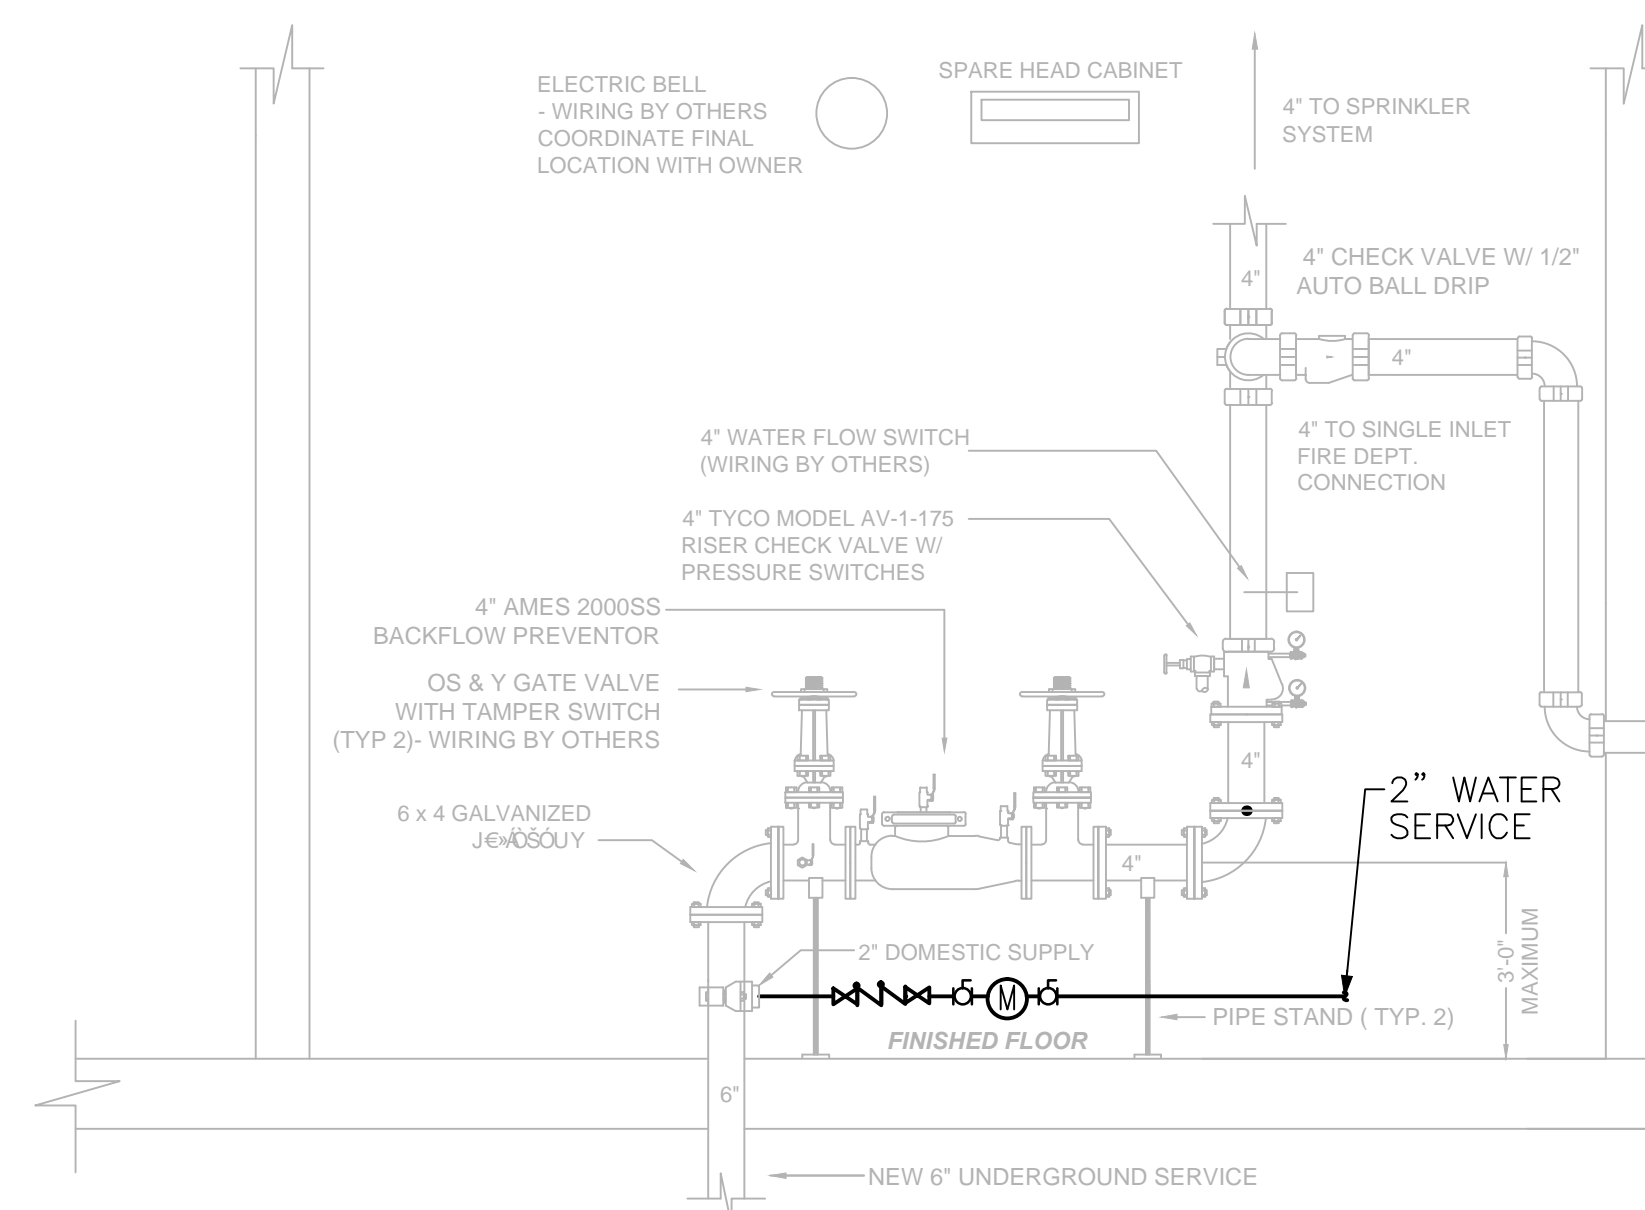 ELECTRIC BELL
- WIRING BY OTHERS
COORDINATE FINAL
LOCATION WITH OWNER
SPARE HEAD CABINET
4" TO SPRINKLER
SYSTEM
4"
4" CHECK VALVE W/ 1/2"
AUTO BALL DRIP
4"
4" WATER FLOW SWITCH
(WIRING BY OTHERS)
4" TO SINGLE INLET
FIRE DEPT.
CONNECTION
4" TYCO MODEL AV-1-175
RISER CHECK VALVE W/
PRESSURE SWITCHES
4" AMES 2000SS
BACKFLOW PREVENTOR
OS & Y GATE VALVE
WITH TAMPER SWITCH
(TYP 2)- WIRING BY OTHERS
4"
6 x 4 GALVANIZED
4"
2” WATER
SERVICE
3'-0"
MAXIMUM
2" DOMESTIC SUPPLY
M
PIPE STAND ( TYP. 2)
FINISHED FLOOR
6"
NEW 6" UNDERGROUND SERVICE